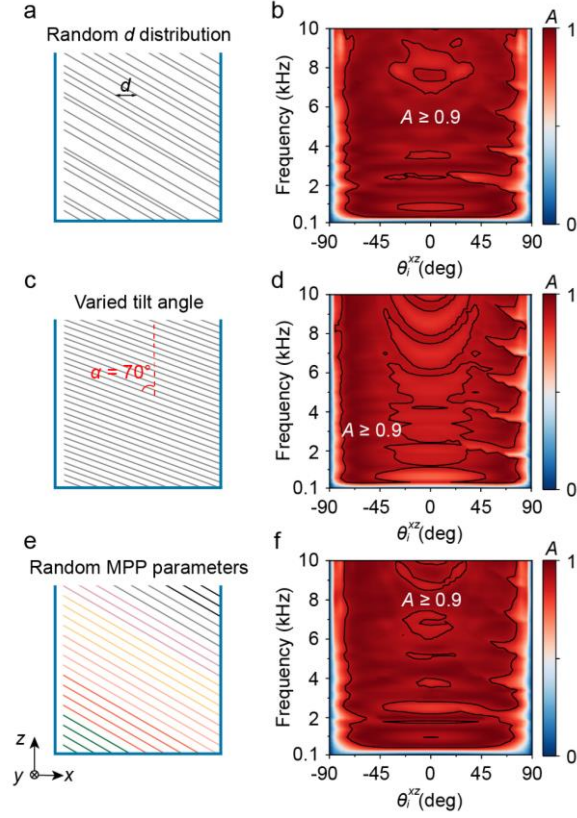 a
Random d distribution
d
b
A
Frequency (kHz)
10
8
6
4
2
0.1
A ≥ 0.9
-90 -45 0 45 90
θᵢˣᶻ(deg)
1
0
c
Varied tilt angle
α = 70°
d
A
Frequency (kHz)
10
8
6
4
2
0.1
A ≥ 0.9
-90 -45 0 45 90
θᵢˣᶻ(deg)
1
0
e
Random MPP parameters
z
y
x
f
A
Frequency (kHz)
10
8
6
4
2
0.1
A ≥ 0.9
-90 -45 0 45 90
θᵢˣᶻ(deg)
1
0